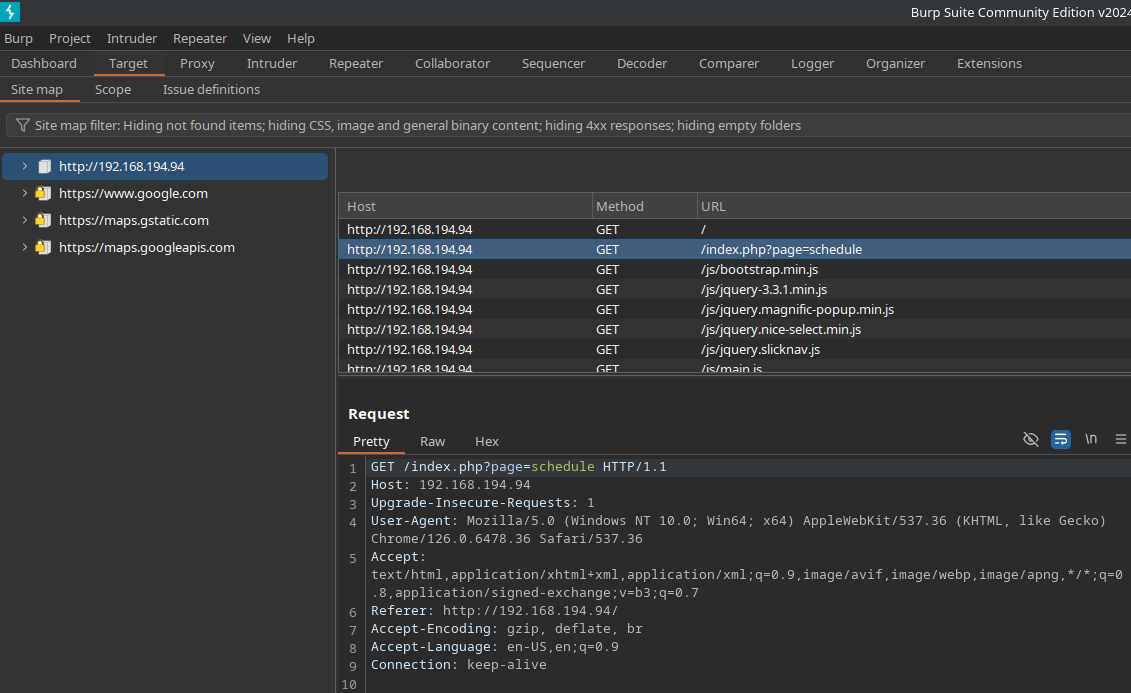 Burp Suite Community Edition v2024
Burp Project Intruder Repeater View Help
Dashboard Target Proxy Intruder Repeater Collaborator Sequencer Decoder Comparer Logger Organizer Extensions
Site map Scope Issue definitions
Site map filter: Hiding not found items; hiding CSS, image and general binary content; hiding 4xx responses; hiding empty folders
http://192.168.194.94
https://www.google.com
https://maps.gstatic.com
https://maps.googleapis.com
Host Method URL
http://192.168.194.94 GET /
http://192.168.194.94 GET /index.php?page=schedule
http://192.168.194.94 GET /js/bootstrap.min.js
http://192.168.194.94 GET /js/jquery-3.3.1.min.js
http://192.168.194.94 GET /js/jquery.magnific-popup.min.js
http://192.168.194.94 GET /js/jquery.nice-select.min.js
http://192.168.194.94 GET /js/jquery.slicknav.js
http://192.168.194.94 GET /js/main.js
Request
Pretty Raw Hex \n
1 GET /index.php?page=schedule HTTP/1.1
2 Host: 192.168.194.94
3 Upgrade-Insecure-Requests: 1
4 User-Agent: Mozilla/5.0 (Windows NT 10.0; Win64; x64) AppleWebKit/537.36 (KHTML, like Gecko)
Chrome/126.0.6478.36 Safari/537.36
5 Accept:
text/html,application/xhtml+xml,application/xml;q=0.9,image/avif,image/webp,image/apng,*/*;q=0
.8,application/signed-exchange;v=b3;q=0.7
6 Referer: http://192.168.194.94/
7 Accept-Encoding: gzip, deflate, br
8 Accept-Language: en-US,en;q=0.9
9 Connection: keep-alive
10